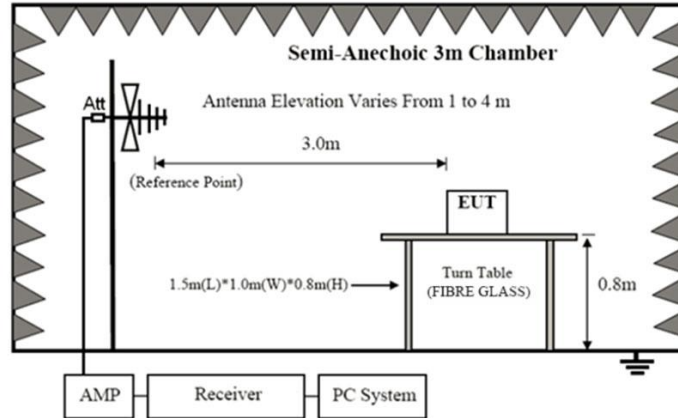 Semi-Anechoic 3m Chamber
Att
Antenna Elevation Varies From 1 to 4 m
3.0m
(Reference Point)
EUT
1.5m(L)*1.0m(W)*0.8m(H)
Turn Table
(FIBRE GLASS)
0.8m
AMP
Receiver
PC System